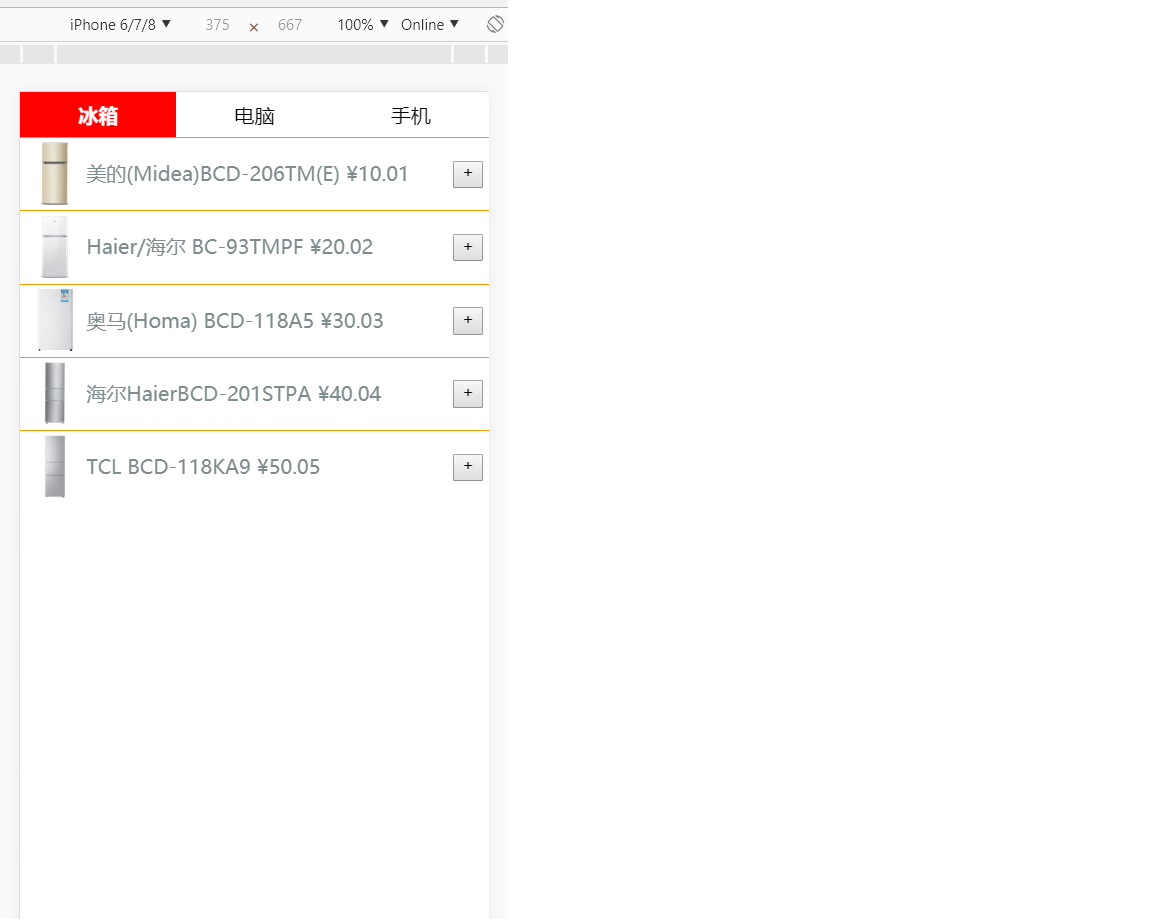 iPhone 6/7/8 ▼ 375 × 667 100% ▼ Online ▼
冰箱 电脑 手机
美的(Midea)BCD-206TM(E) ¥10.01 +
Haier/海尔 BC-93TMPF ¥20.02 +
奥马(Homa) BCD-118A5 ¥30.03 +
海尔HaierBCD-201STPA ¥40.04 +
TCL BCD-118KA9 ¥50.05 +